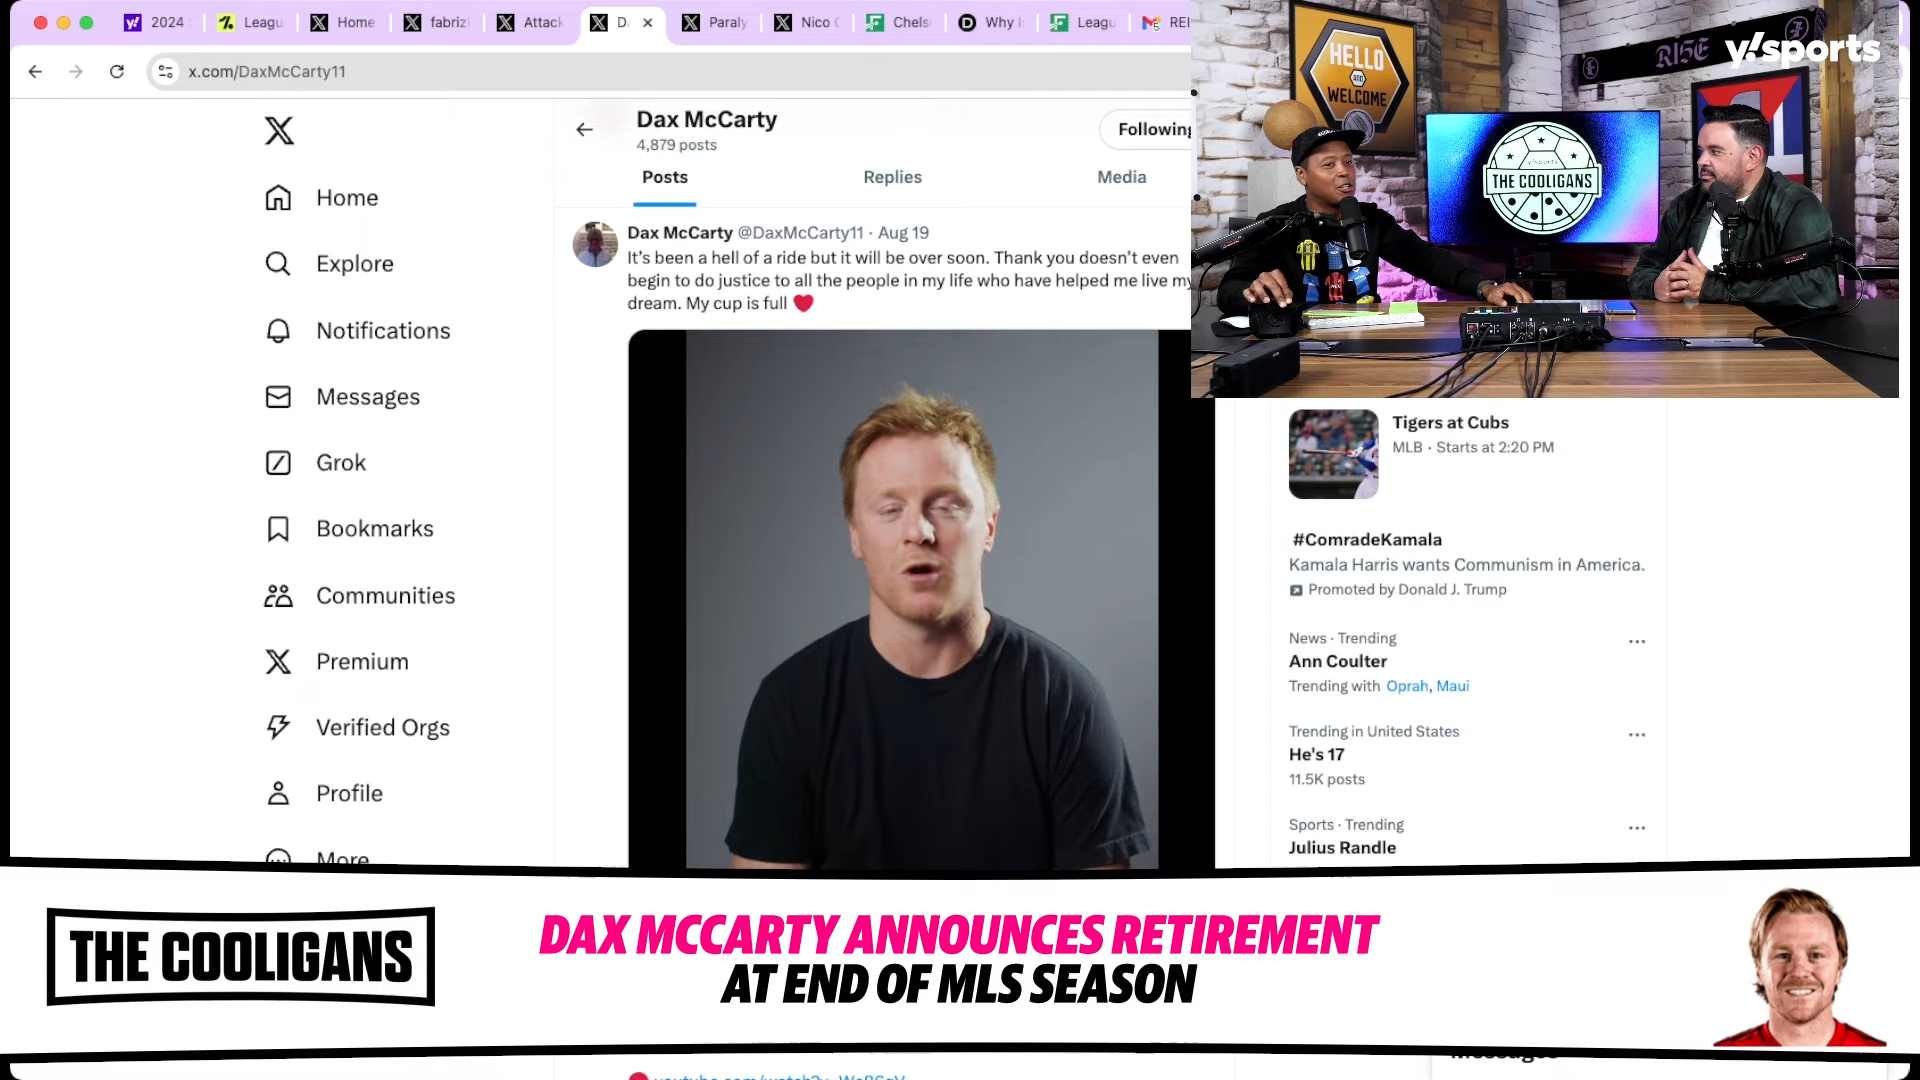 2024
Leagu
Home
fabrizi
Attack
D
Paraly
Nico
Chels
Why i
Leagu
x.com/DaxMcCarty11
Home
Explore
Notifications
Messages
Grok
Bookmarks
Communities
Premium
Verified Orgs
Profile
More
Dax McCarty
4,879 posts
Following
Posts
Replies
Media
Dax McCarty @DaxMcCarty11 · Aug 19
It’s been a hell of a ride but it will be over soon. Thank you doesn’t even
begin to do justice to all the people in my life who have helped me live my
dream. My cup is full ❤️
HELLO
AND
WELCOME
RISE
y!sports
y!sports
THE COOLIGANS
Tigers at Cubs
MLB · Starts at 2:20 PM
#ComradeKamala
Kamala Harris wants Communism in America.
Promoted by Donald J. Trump
News · Trending
Ann Coulter
Trending with Oprah, Maui
Trending in United States
He's 17
11.5K posts
Sports · Trending
Julius Randle
THE COOLIGANS
DAX MCCARTY ANNOUNCES RETIREMENT
AT END OF MLS SEASON